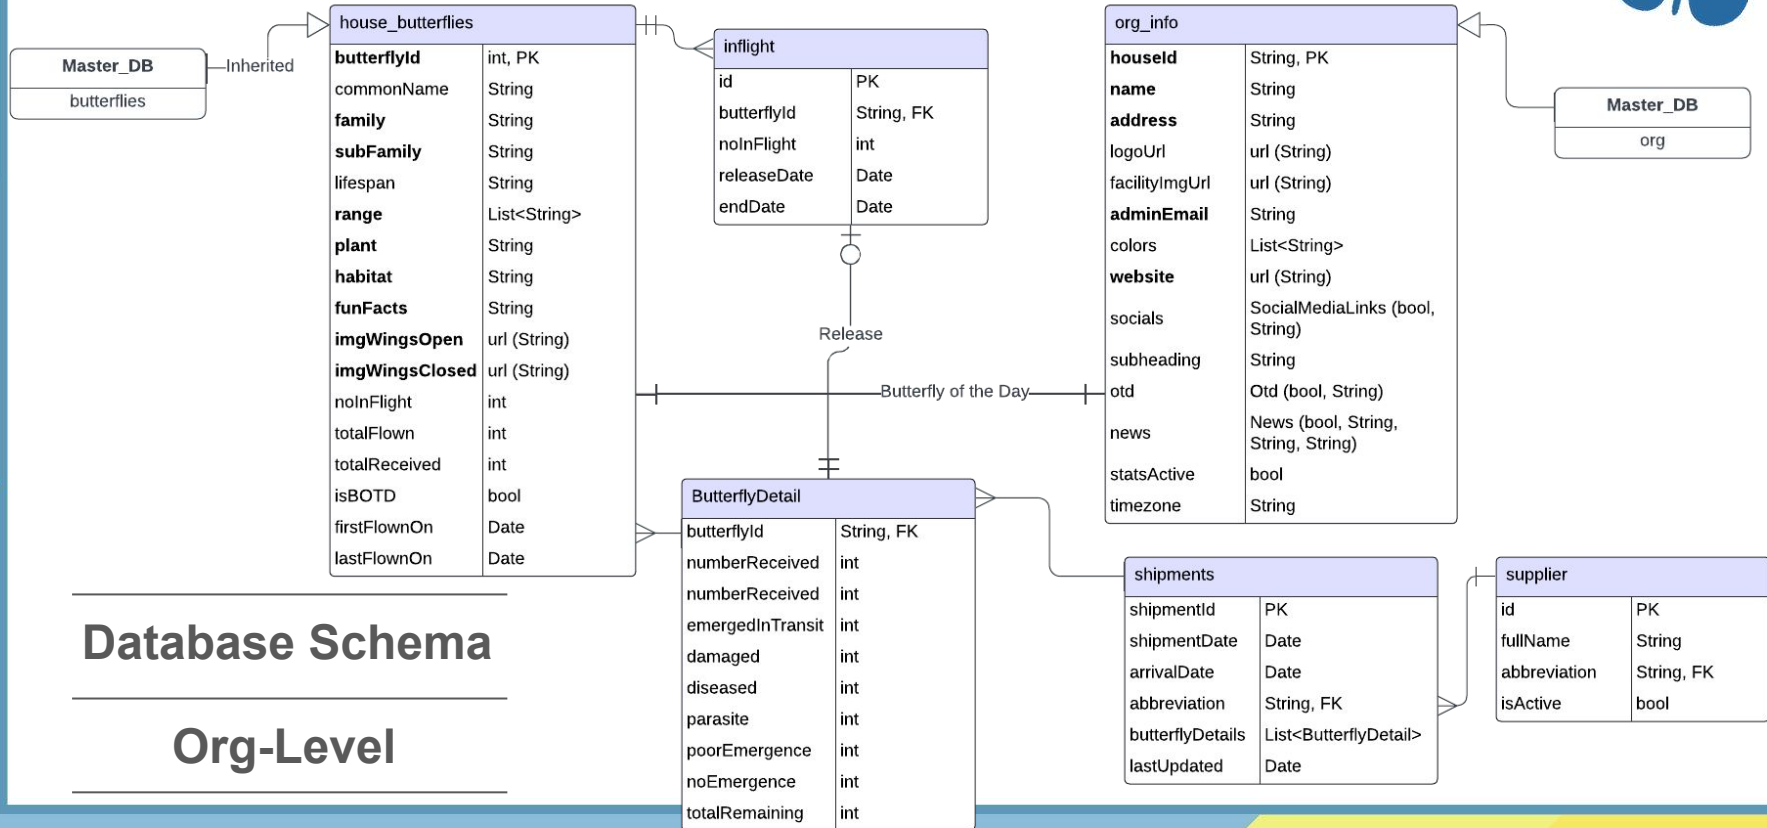 Master_DB
butterflies
Inherited
house_butterflies
butterflyId int, PK
commonName String
family String
subFamily String
lifespan String
range List<String>
plant String
habitat String
funFacts String
imgWingsOpen url (String)
imgWingsClosed url (String)
noInFlight int
totalFlown int
totalReceived int
isBOTD bool
firstFlownOn Date
lastFlownOn Date
inflight
id PK
butterflyId String, FK
noInFlight int
releaseDate Date
endDate Date
Release
Butterfly of the Day
org_info
houseId String, PK
name String
address String
logoUrl url (String)
facilityImgUrl url (String)
adminEmail String
colors List<String>
website url (String)
socials SocialMediaLinks (bool,
String)
subheading String
otd Otd (bool, String)
news News (bool, String,
String, String)
statsActive bool
timezone String
Master_DB
org
ButterflyDetail
butterflyId String, FK
numberReceived int
numberReceived int
emergedInTransit int
damaged int
diseased int
parasite int
poorEmergence int
noEmergence int
totalRemaining int
shipments
shipmentId PK
shipmentDate Date
arrivalDate Date
abbreviation String, FK
butterflyDetails List<ButterflyDetail>
lastUpdated Date
supplier
id PK
fullName String
abbreviation String, FK
isActive bool
Database Schema
Org-Level